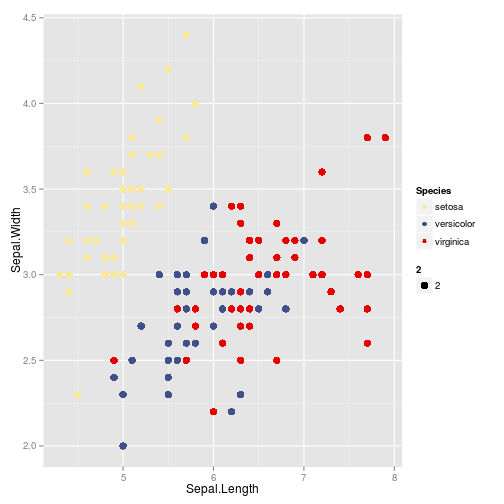 4.5
4.0
3.5
3.0
2.5
2.0
Sepal.Width
5
6
7
8
Sepal.Length
Species
setosa
versicolor
virginica
2
2